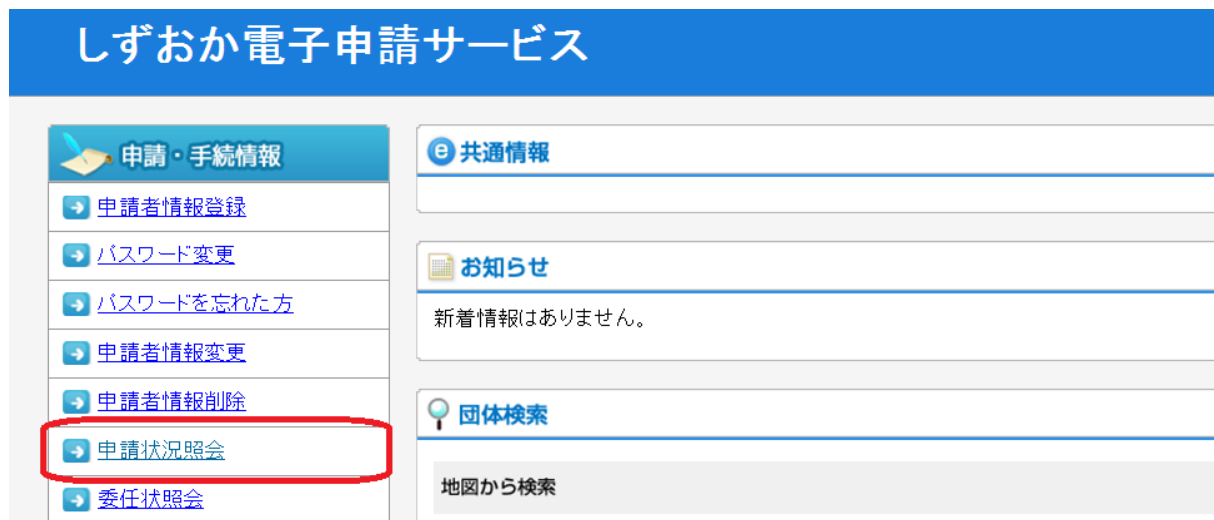 しずおか電子申請サービス
申請・手続情報
申請者情報登録
パスワード変更
パスワードを忘れた方
申請者情報変更
申請者情報削除
申請状況照会
委任状照会
共通情報
お知らせ
新着情報はありません。
団体検索
地図から検索